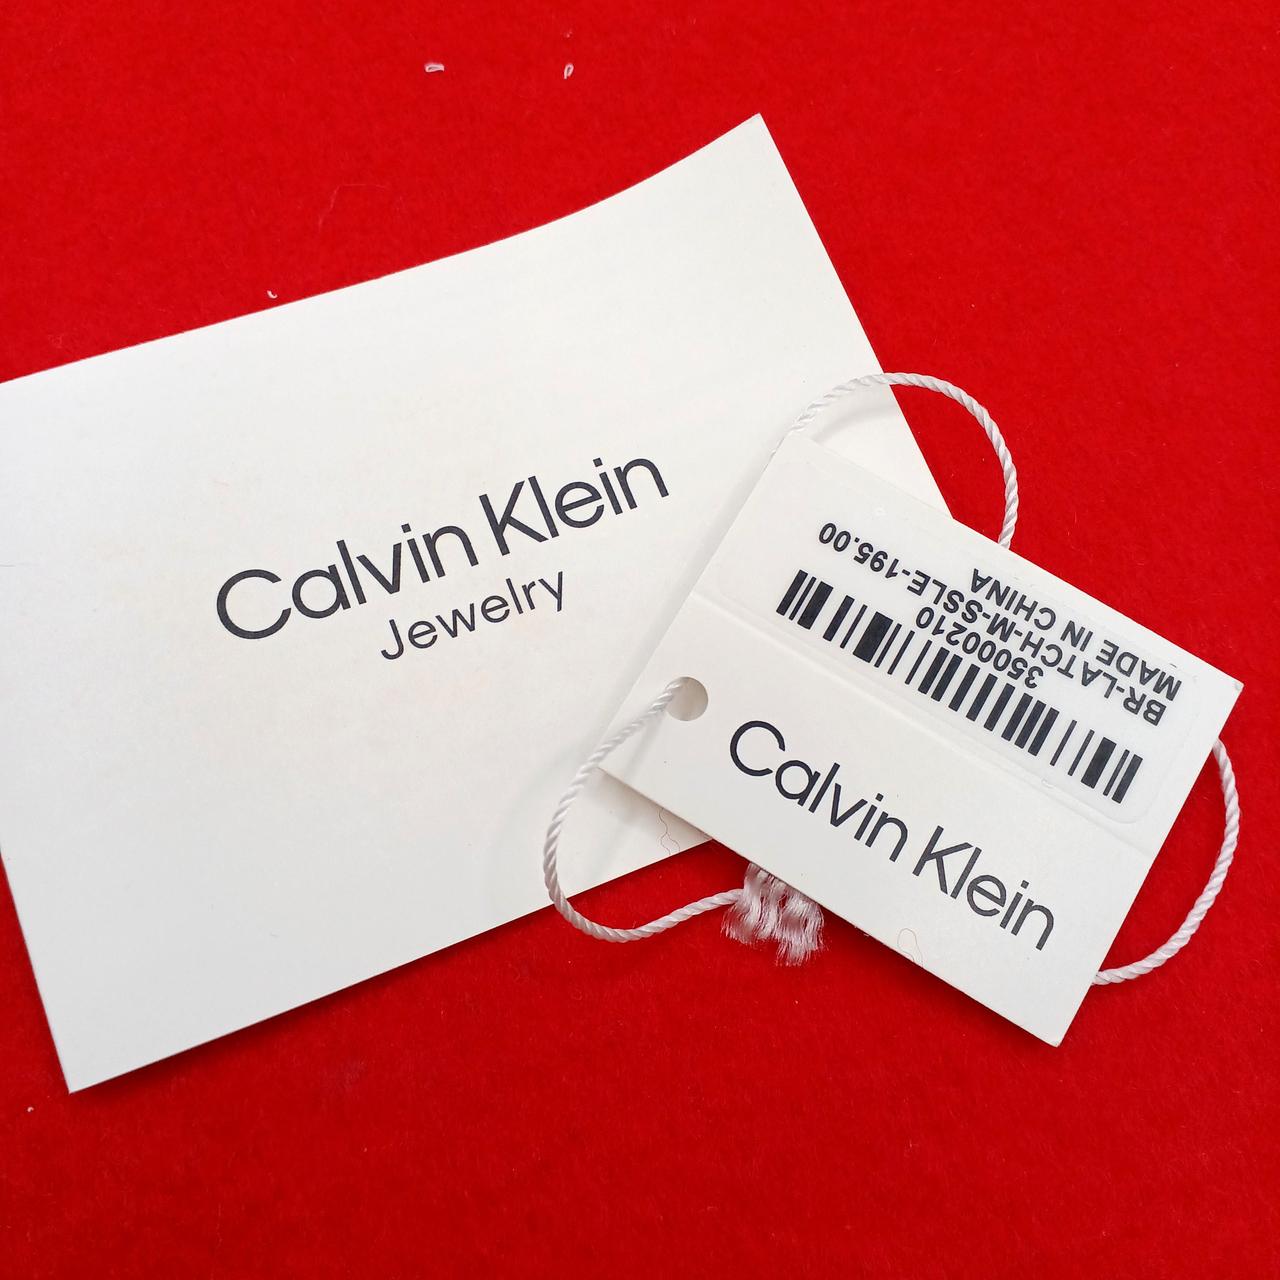 Calvin Klein
Jewelry
35000210
BR-LATCH-M-SSLE-195.00
MADE IN CHINA
Calvin Klein